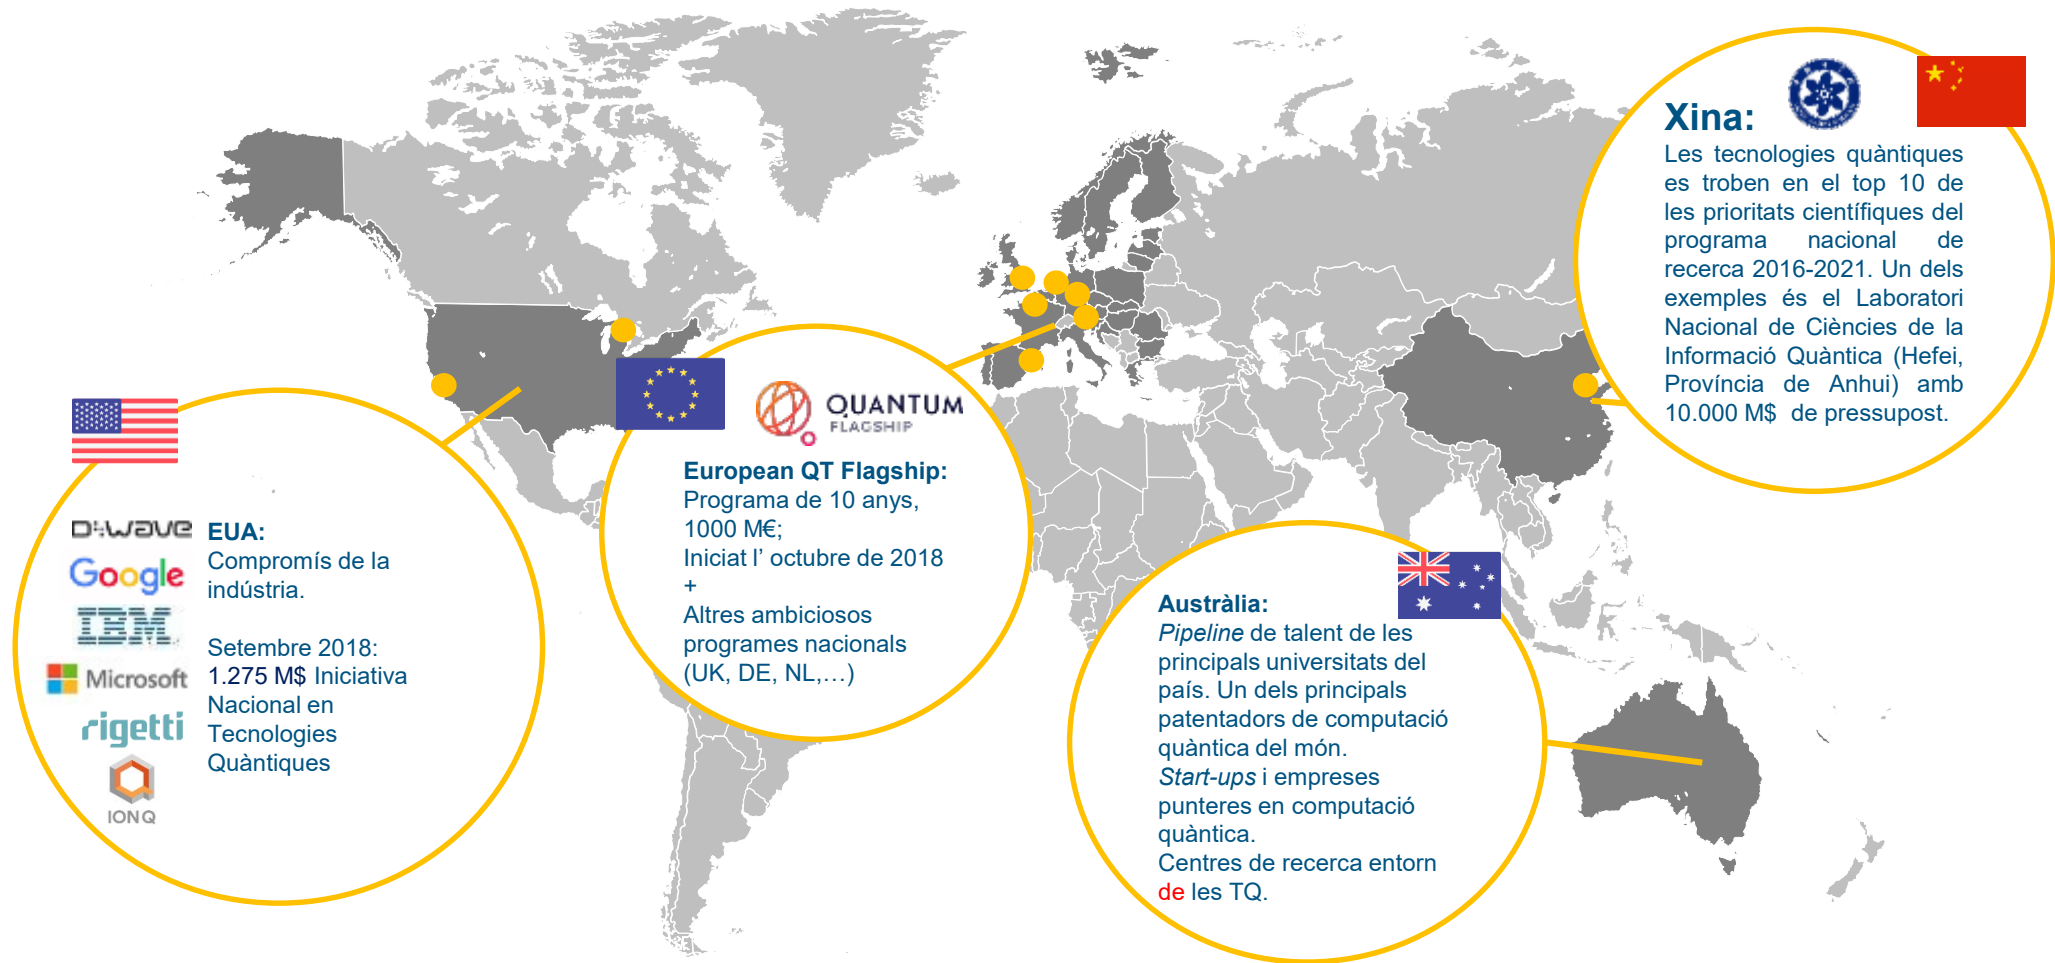 D:Wave
Google
IBM
Microsoft
rigetti
IONQ
EUA:
Compromís de la
indústria.
Setembre 2018:
1.275 M$ Iniciativa
Nacional en
Tecnologies
Quàntiques
QUANTUM
FLAGSHIP
European QT Flagship:
Programa de 10 anys,
1000 M€;
Iniciat l’ octubre de 2018
+
Altres ambiciosos
programes nacionals
(UK, DE, NL,…)
Austràlia:
Pipeline de talent de les
principals universitats del
país. Un dels principals
patentadors de computació
quàntica del món.
Start-ups i empreses
punteres en computació
quàntica.
Centres de recerca entorn
de les TQ.
Xina:
Les tecnologies quàntiques
es troben en el top 10 de
les prioritats científiques del
programa nacional de
recerca 2016-2021. Un dels
exemples és el Laboratori
Nacional de Ciències de la
Informació Quàntica (Hefei,
Província de Anhui) amb
10.000 M$ de pressupost.